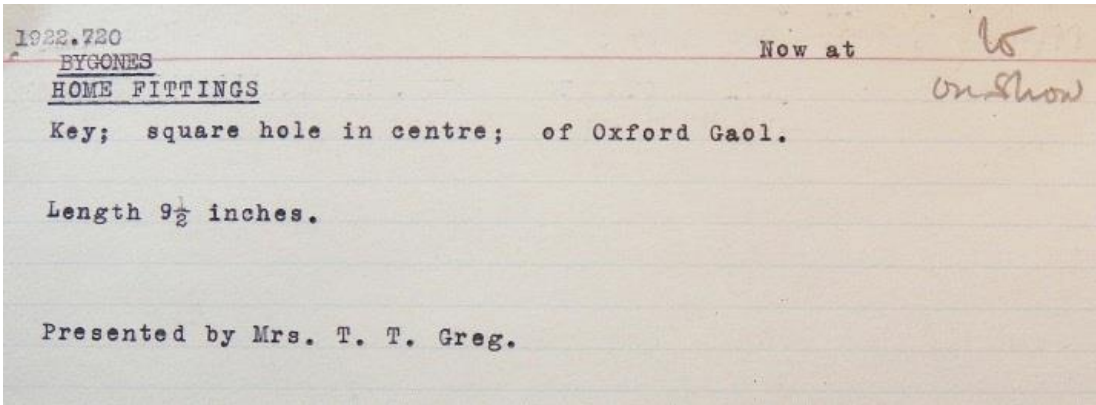 1922.720
BYGONES
Now at
HOME FITTINGS
on Show
Key; square hole in centre; of Oxford Gaol.
Length 9½ inches.
Presented by Mrs. T. T. Greg.